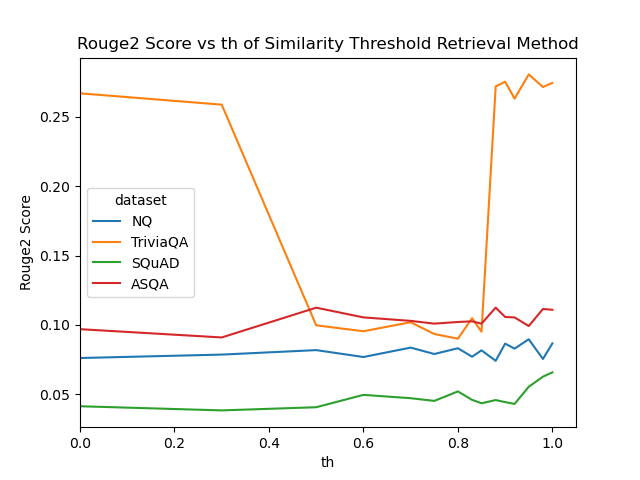 Rouge2 Score vs th of Similarity Threshold Retrieval Method
Rouge2 Score
0.25
0.20
0.15
0.10
0.05
dataset
NQ
TriviaQA
SQuAD
ASQA
0.0 0.2 0.4 0.6 0.8 1.0
th